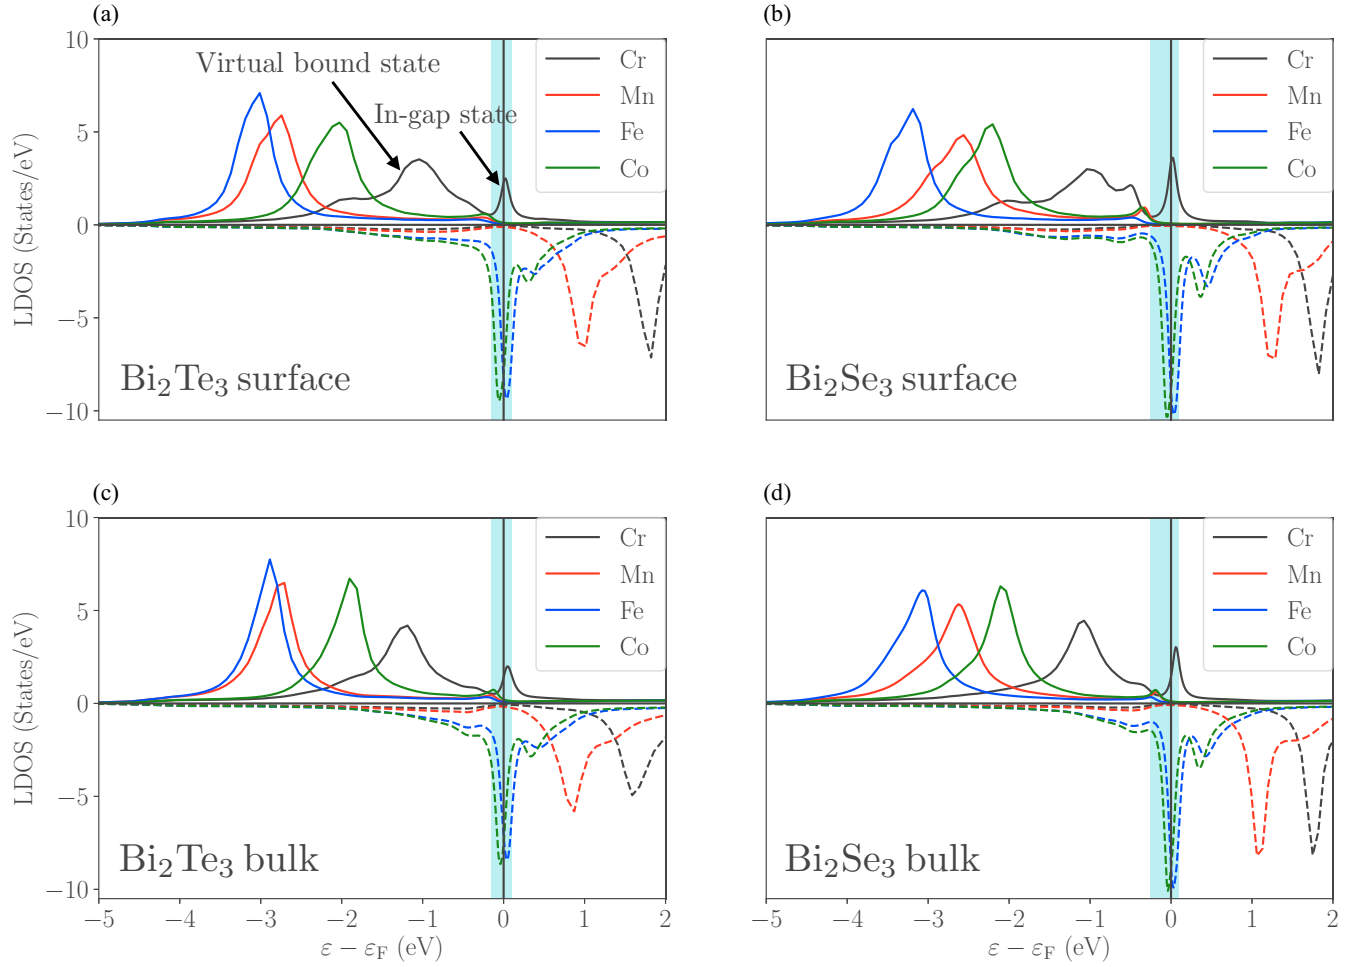 (a)
(b)
10
5
0
−5
−10
LDOS (States/eV)
Virtual bound state
In-gap state
Cr
Mn
Fe
Co
Bi₂Te₃ surface
Cr
Mn
Fe
Co
Bi₂Se₃ surface
(c)
(d)
10
5
0
−5
−10
LDOS (States/eV)
Cr
Mn
Fe
Co
Bi₂Te₃ bulk
−5 −4 −3 −2 −1 0 1 2
ε − ε_F (eV)
Cr
Mn
Fe
Co
Bi₂Se₃ bulk
−5 −4 −3 −2 −1 0 1 2
ε − ε_F (eV)